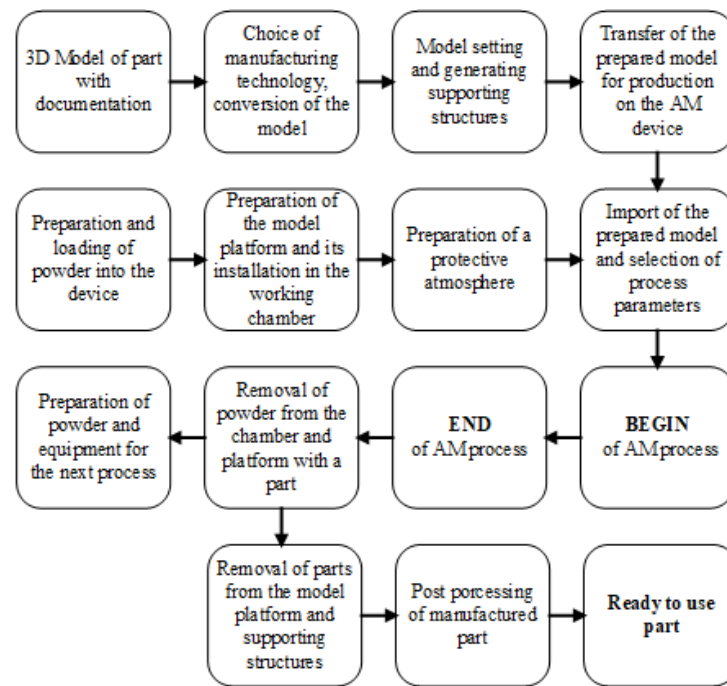 3D Model of part
with
documentation
Choice of
manufacturing
technology,
conversion of the
model
Model setting
and generating
supporting
structures
Transfer of the
prepared model
for production
on the AM
device
Preparation and
loading of
powder into the
device
Preparation of
the model
platform and its
installation in the
working
chamber
Preparation of a
protective
atmosphere
Import of the
prepared model
and selection of
process
parameters
Preparation of
powder and
equipment for
the next process
Removal of
powder from the
chamber and
platform with a
part
END
of AM process
BEGIN
of AM process
Removal of parts
from the model
platform and
supporting
structures
Post porcessing
of manufactured
part
Ready to use
part